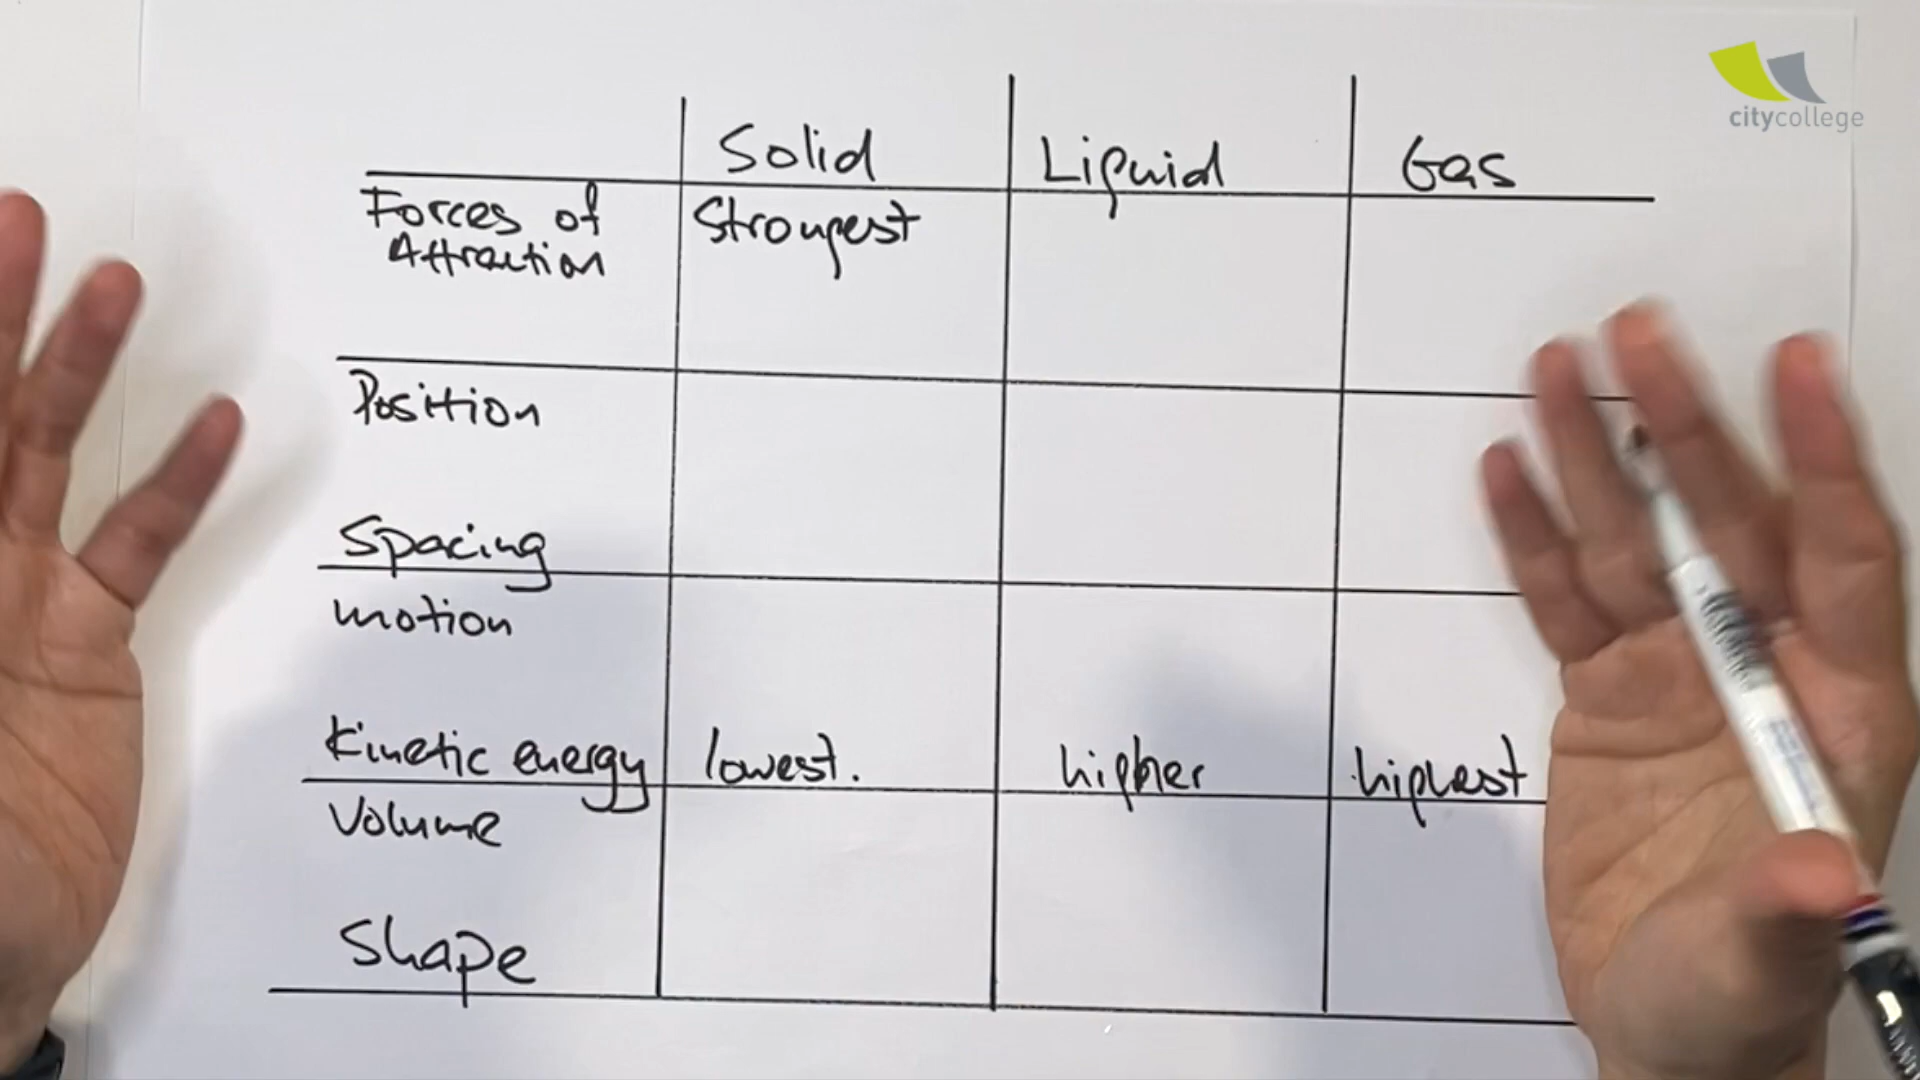 citycollege
Solid Liquid Gas
Forces of Strongest
Attraction
Position
Spacing
motion
Kinetic energy lowest. higher highest
Volume
Shape